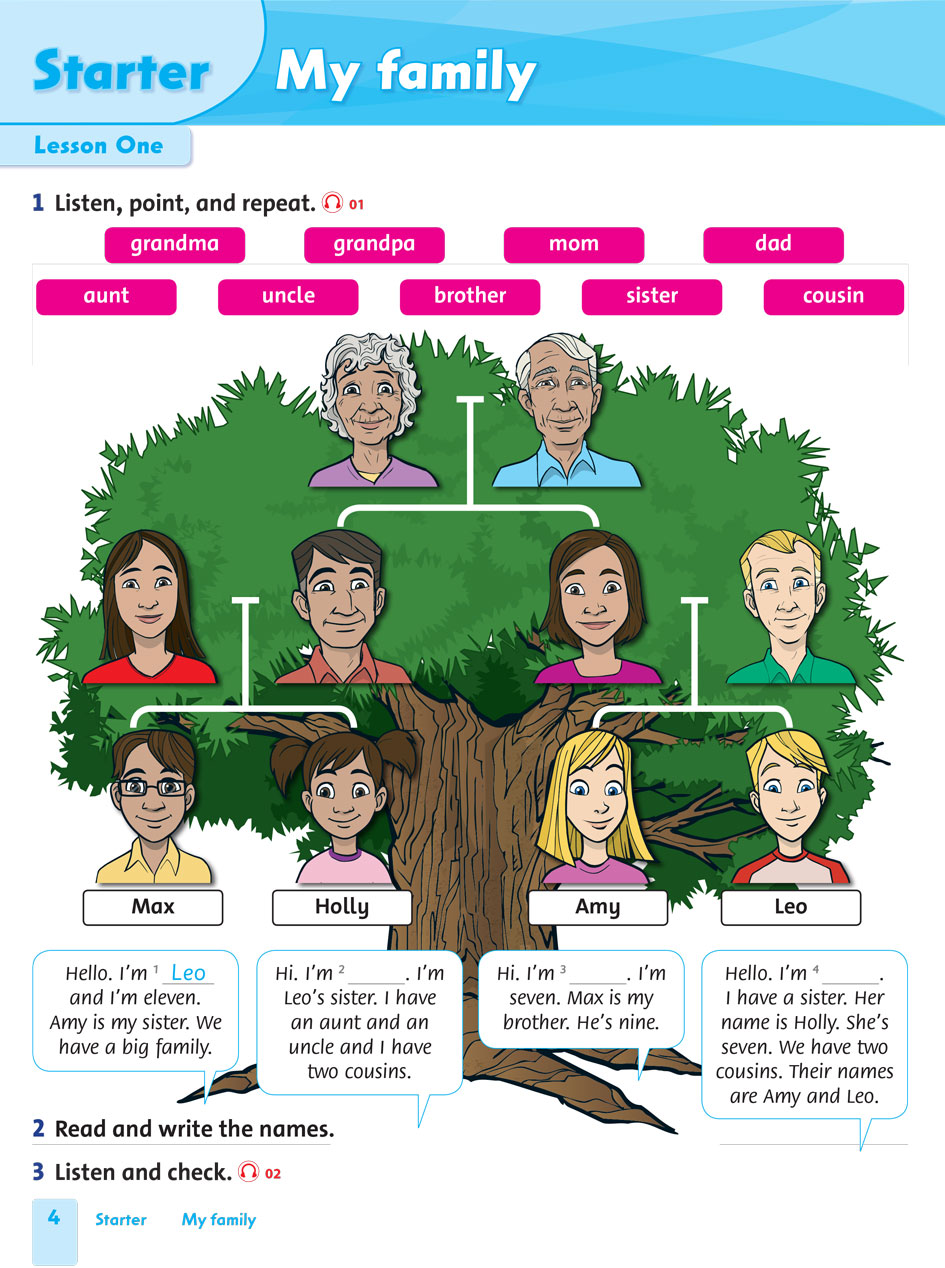 Starter My family
Lesson One
1 Listen, point, and repeat. 01
grandma grandpa mom dad
aunt uncle brother sister cousin
Max Holly Amy Leo
Hello. I'm ¹ Leo
and I'm eleven.
Amy is my sister. We
have a big family.
Hi. I'm ² ______. I'm
Leo's sister. I have
an aunt and an
uncle and I have
two cousins.
Hi. I'm ³ ______. I'm
seven. Max is my
brother. He's nine.
Hello. I'm ⁴ ______.
I have a sister. Her
name is Holly. She's
seven. We have two
cousins. Their names
are Amy and Leo.
2 Read and write the names.
3 Listen and check. 02
4 Starter My family